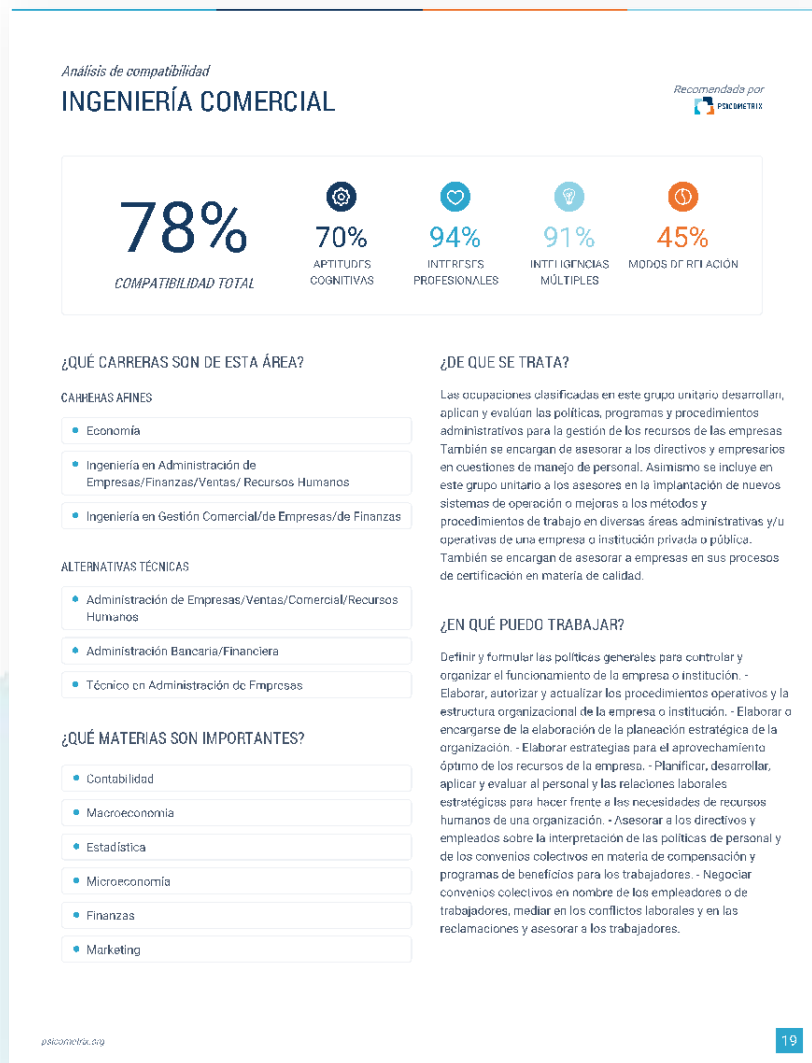 Análisis de compatibilidad
INGENIERÍA COMERCIAL
Recomendada por
PSICOMETRIX
78%
COMPATIBILIDAD TOTAL
70%
APTITUDES
COGNITIVAS
94%
INTERESES
PROFESIONALES
91%
INTELIGENCIAS
MÚLTIPLES
45%
MODOS DE RELACIÓN
¿QUÉ CARRERAS SON DE ESTA ÁREA?
CARRERAS AFINES
Economía
Ingeniería en Administración de
Empresas/Finanzas/Ventas/ Recursos Humanos
Ingeniería en Gestión Comercial/de Empresas/de Finanzas
ALTERNATIVAS TÉCNICAS
Administración de Empresas/Ventas/Comercial/Recursos
Humanos
Administración Bancaria/Financiera
Técnico en Administración de Empresas
¿QUÉ MATERIAS SON IMPORTANTES?
Contabilidad
Macroeconomia
Estadística
Microeconomía
Finanzas
Marketing
¿DE QUE SE TRATA?
Las ocupaciones clasificadas en este grupo unitario desarrollan,
aplican y evalúan las políticas, programas y procedimientos
administrativos para la gestión de los recursos de las empresas
También se encargan de asesorar a los directivos y empresarios
en cuestiones de manejo de personal. Asimismo se incluye en
este grupo unitario a los asesores en la implantación de nuevos
sistemas de operación o mejoras a los métodos y
procedimientos de trabajo en diversas áreas administrativas y/u
operativas de una empresa o institución privada o pública.
También se encargan de asesorar a empresas en sus procesos
de certificación en materia de calidad.
¿EN QUÉ PUEDO TRABAJAR?
Definir y formular las políticas generales para controlar y
organizar el funcionamiento de la empresa o institución. -
Elaborar, autorizar y actualizar los procedimientos operativos y la
estructura organizacional de la empresa o institución. - Elaborar o
encargarse de la elaboración de la planeación estratégica de la
organización. - Elaborar estrategias para el aprovechamiento
óptimo de los recursos de la empresa. - Planificar, desarrollar,
aplicar y evaluar al personal y las relaciones laborales
estratégicas para hacer frente a las necesidades de recursos
humanos de una organización. - Asesorar a los directivos y
empleados sobre la interpretación de las políticas de personal y
de los convenios colectivos en materia de compensación y
programas de beneficios para los trabajadores. - Negociar
convenios colectivos en nombre de los empleadores o de
trabajadores, mediar en los conflictos laborales y en las
reclamaciones y asesorar a los trabajadores.
psicometrix.org
19